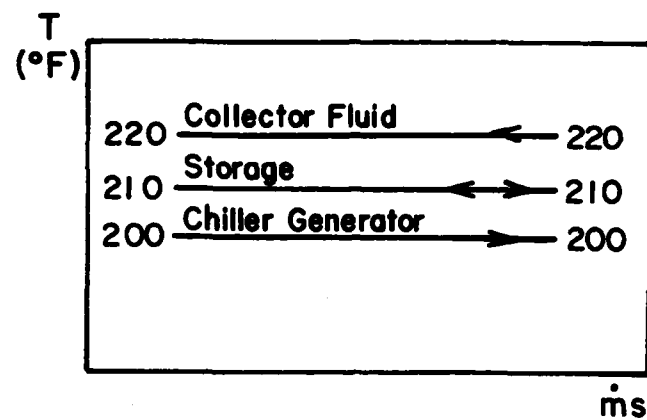 T
(°F)
Collector Fluid
220 220
Storage
210 210
Chiller Generator
200 200
ṁs